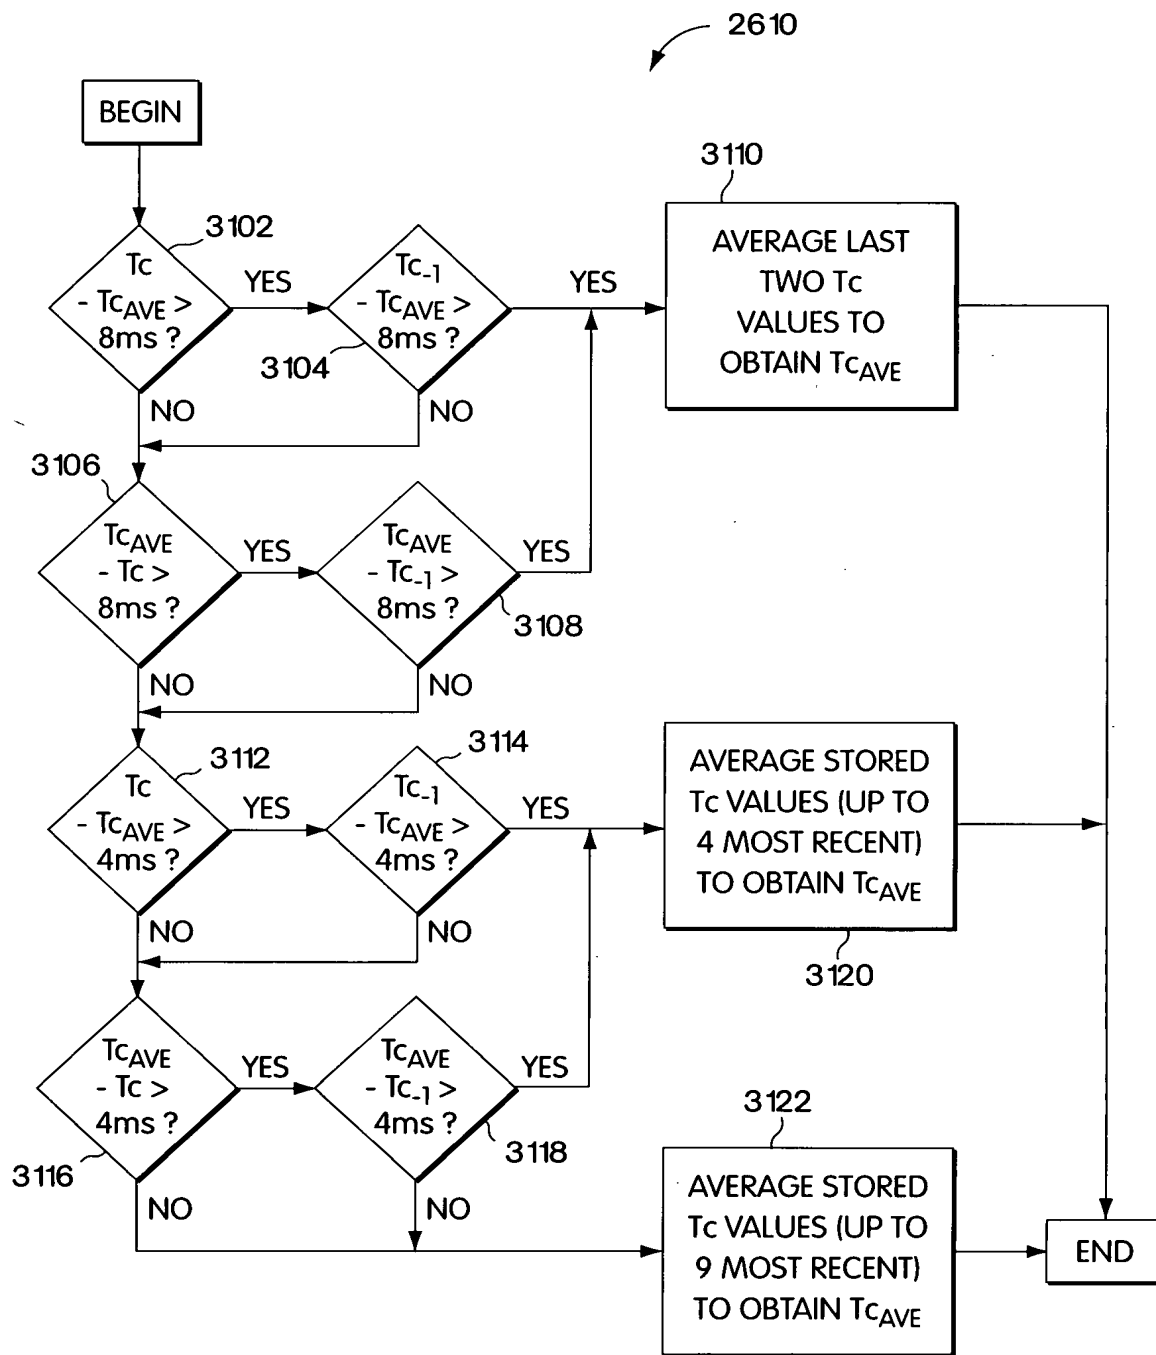 2610
BEGIN
3110
3102
Tc
- TcAVE >
8ms ?
YES
Tc-1
- TcAVE >
8ms ?
3104
YES
AVERAGE LAST
TWO Tc
VALUES TO
OBTAIN TcAVE
NO
NO
3106
TcAVE
- Tc >
8ms ?
YES
TcAVE
- Tc-1 >
8ms ?
YES
3108
NO
NO
3112
3114
Tc
- TcAVE >
4ms ?
YES
Tc-1
- TcAVE >
4ms ?
YES
AVERAGE STORED
Tc VALUES (UP TO
4 MOST RECENT)
TO OBTAIN TcAVE
NO
NO
3120
TcAVE
- Tc >
4ms ?
YES
TcAVE
- Tc-1 >
4ms ?
YES
3116
3118
3122
NO
NO
AVERAGE STORED
Tc VALUES (UP TO
9 MOST RECENT)
TO OBTAIN TcAVE
END